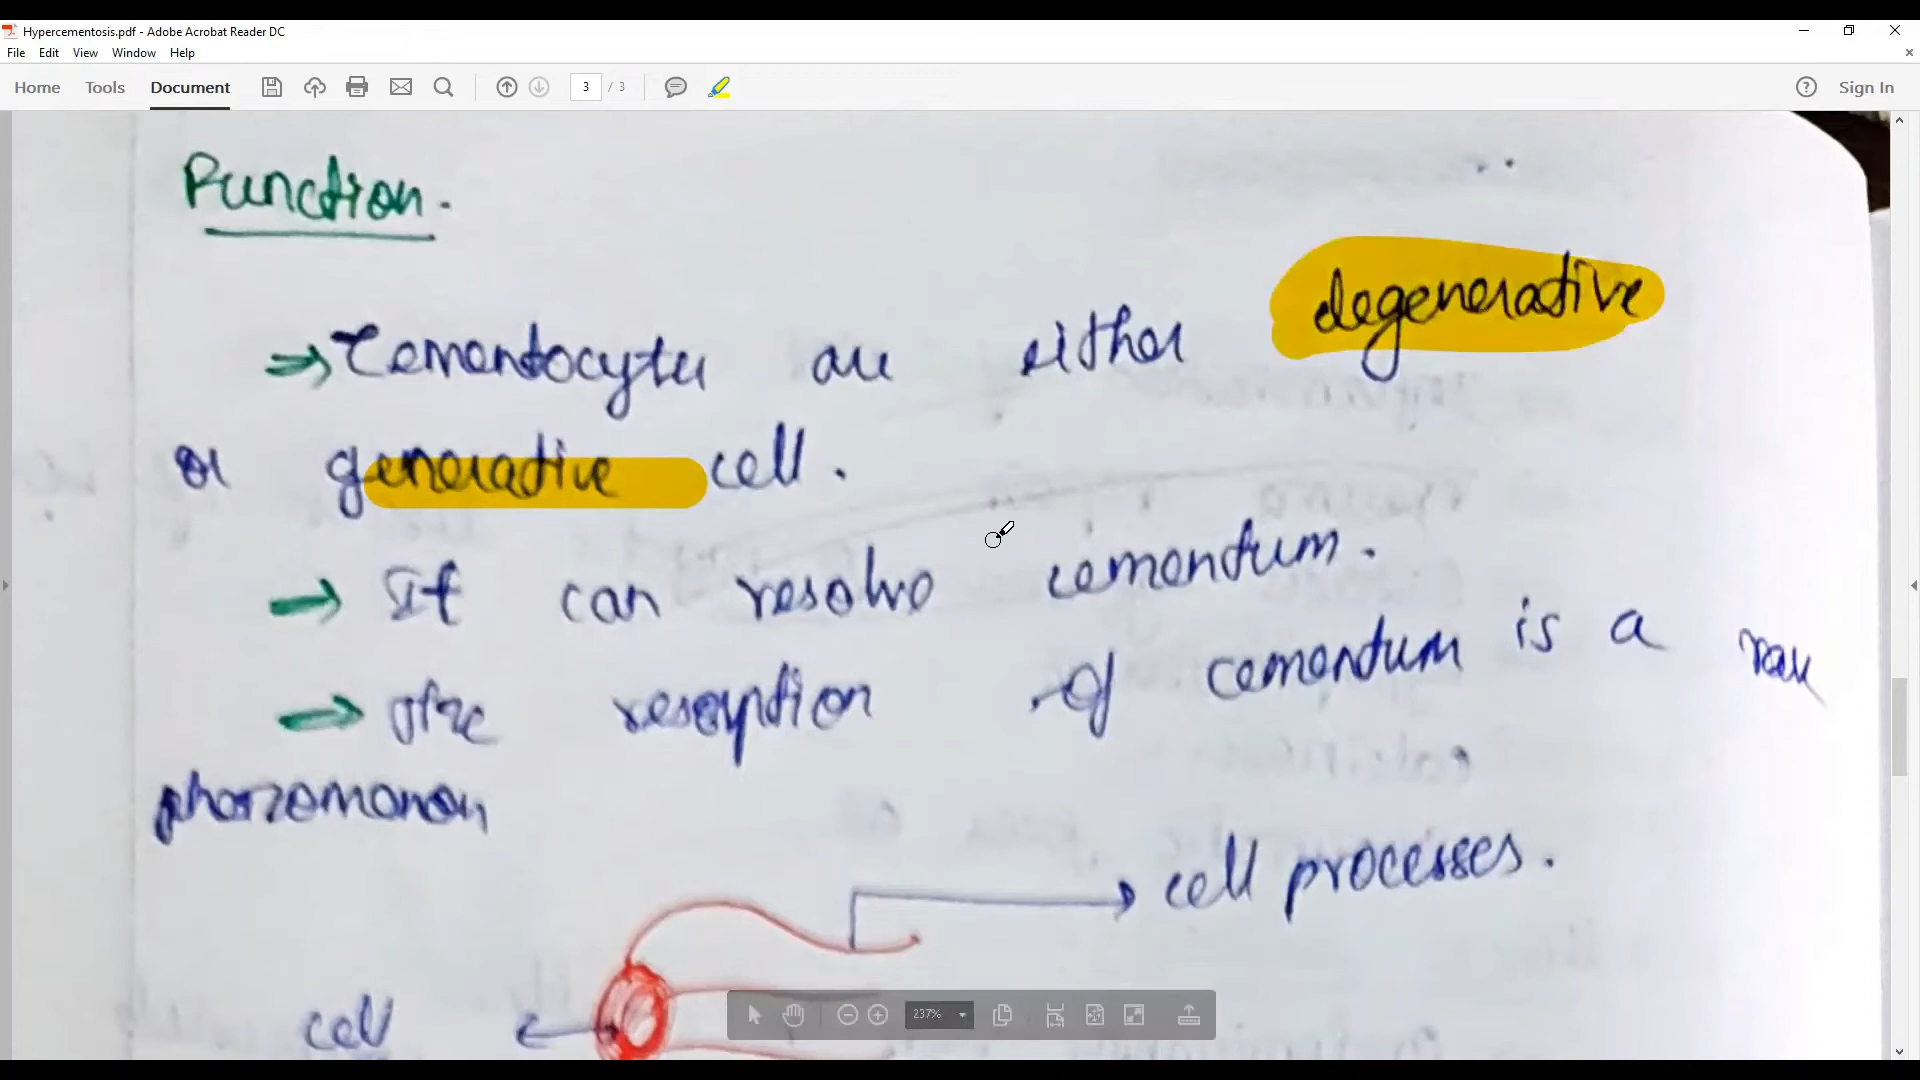 Hypercementosis.pdf - Adobe Acrobat Reader DC
File Edit View Window Help
Home Tools Document 3 / 3 Sign In
Function.
⇒ Cementocytes are either degenerative
or generative cell.
→ It can resolve cementum.
→ The resorption of cementum is a rare
phenomenon
cell processes.
cell
237%